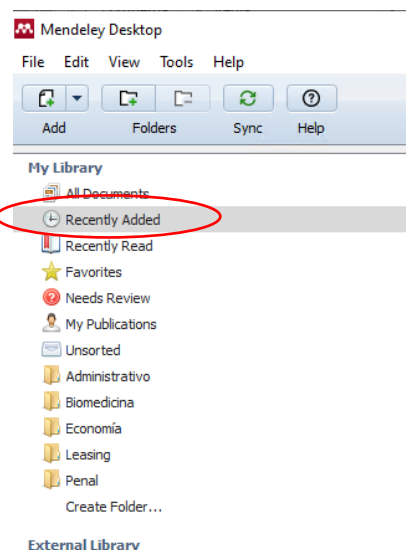 Mendeley Desktop
File Edit View Tools Help
Add Folders Sync Help
My Library
All Documents
Recently Added
Recently Read
Favorites
Needs Review
My Publications
Unsorted
Administrativo
Biomedicina
Economía
Leasing
Penal
Create Folder...
External Library